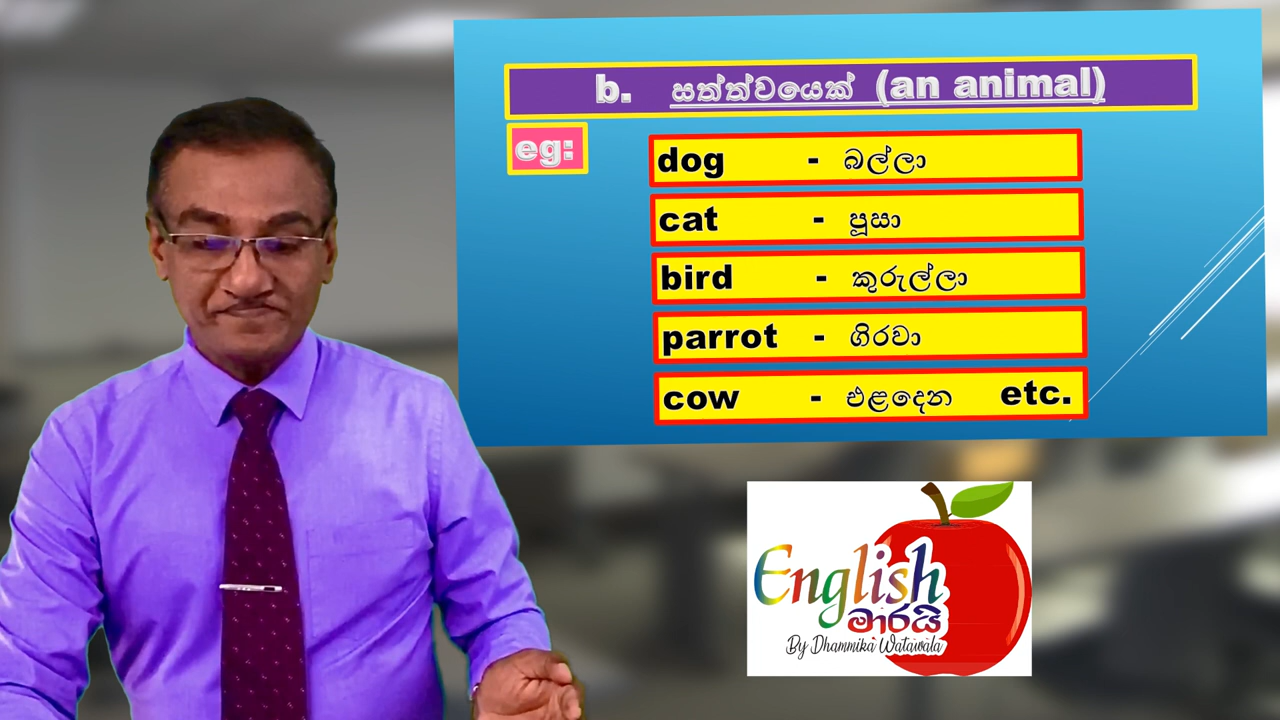 b. සත්ත්වයෙක් (an animal)
eg:
dog - බල්ලා
cat - පූසා
bird - කුරුල්ලා
parrot - ගිරවා
cow - එළදෙන etc.
English
මාරයි
By Dhammika Watawala